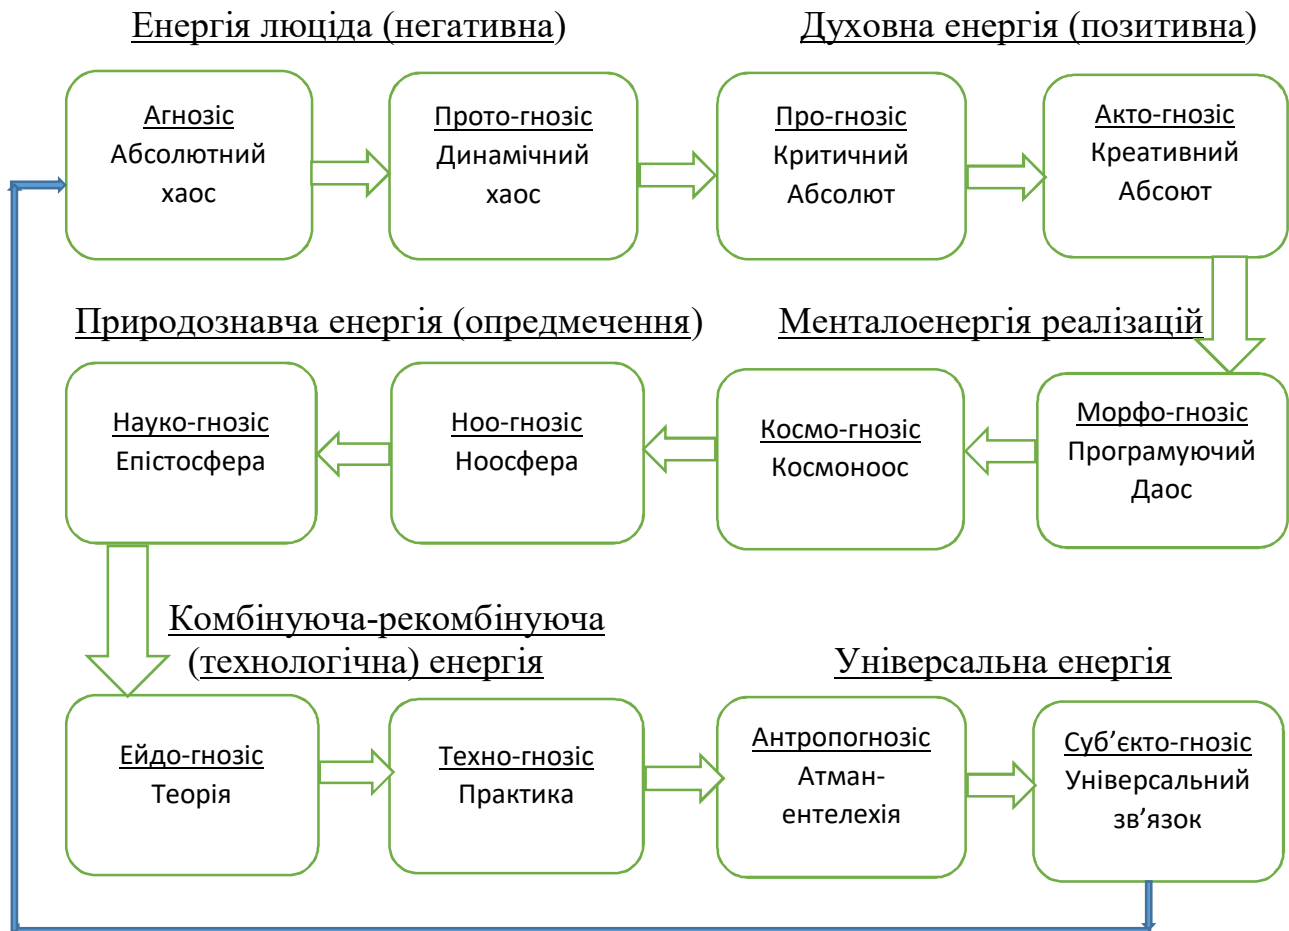 Енергія люціда (негативна)
Духовна енергія (позитивна)
Агнозіс
Абсолютний
хаос
Прото-гнозіс
Динамічний
хаос
Про-гнозіс
Критичний
Абсолют
Акто-гнозіс
Креативний
Абсоют
Природознавча енергія (опредмечення)
Менталоенергія реалізацій
Науко-гнозіс
Епістосфера
Ноо-гнозіс
Ноосфера
Космо-гнозіс
Космоноос
Морфо-гнозіс
Програмуючий
Даос
Комбінуюча-рекомбінуюча
(технологічна) енергія
Універсальна енергія
Ейдо-гнозіс
Теорія
Техно-гнозіс
Практика
Антропогнозіс
Атман-
ентелехія
Суб’єкто-гнозіс
Універсальний
зв’язок